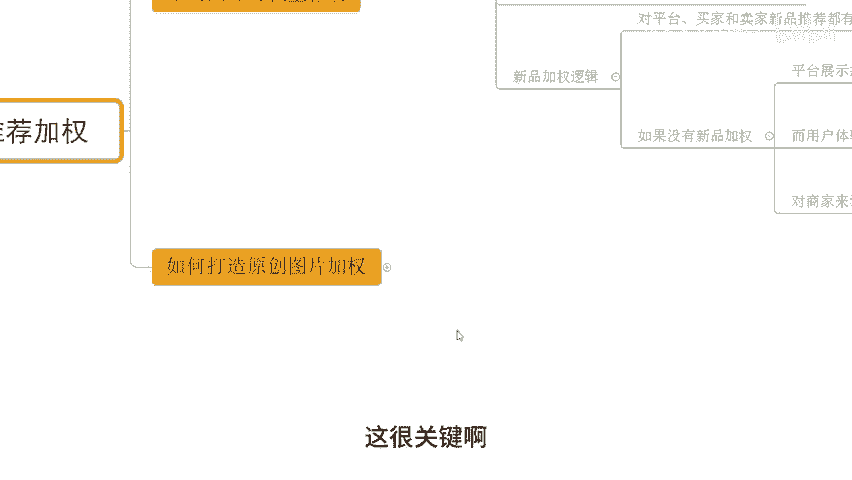 对平台、买家和卖家新品推荐都有
新品加权逻辑
平台展示
荐加权
如果没有新品加权
而用户体
对商家来
如何打造原创图片加权
这很关键啊